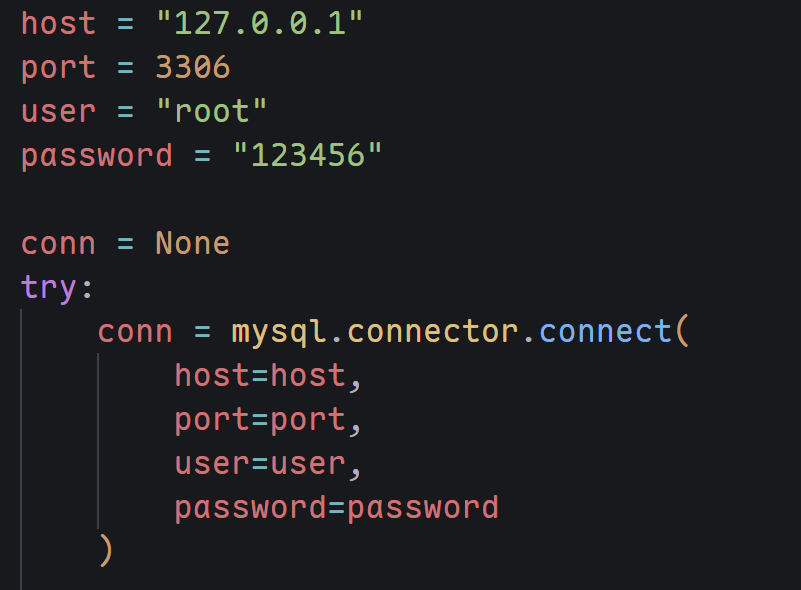 host = "127.0.0.1"
port = 3306
user = "root"
password = "123456"
conn = None
try:
    conn = mysql.connector.connect(
        host=host,
        port=port,
        user=user,
        password=password
    )